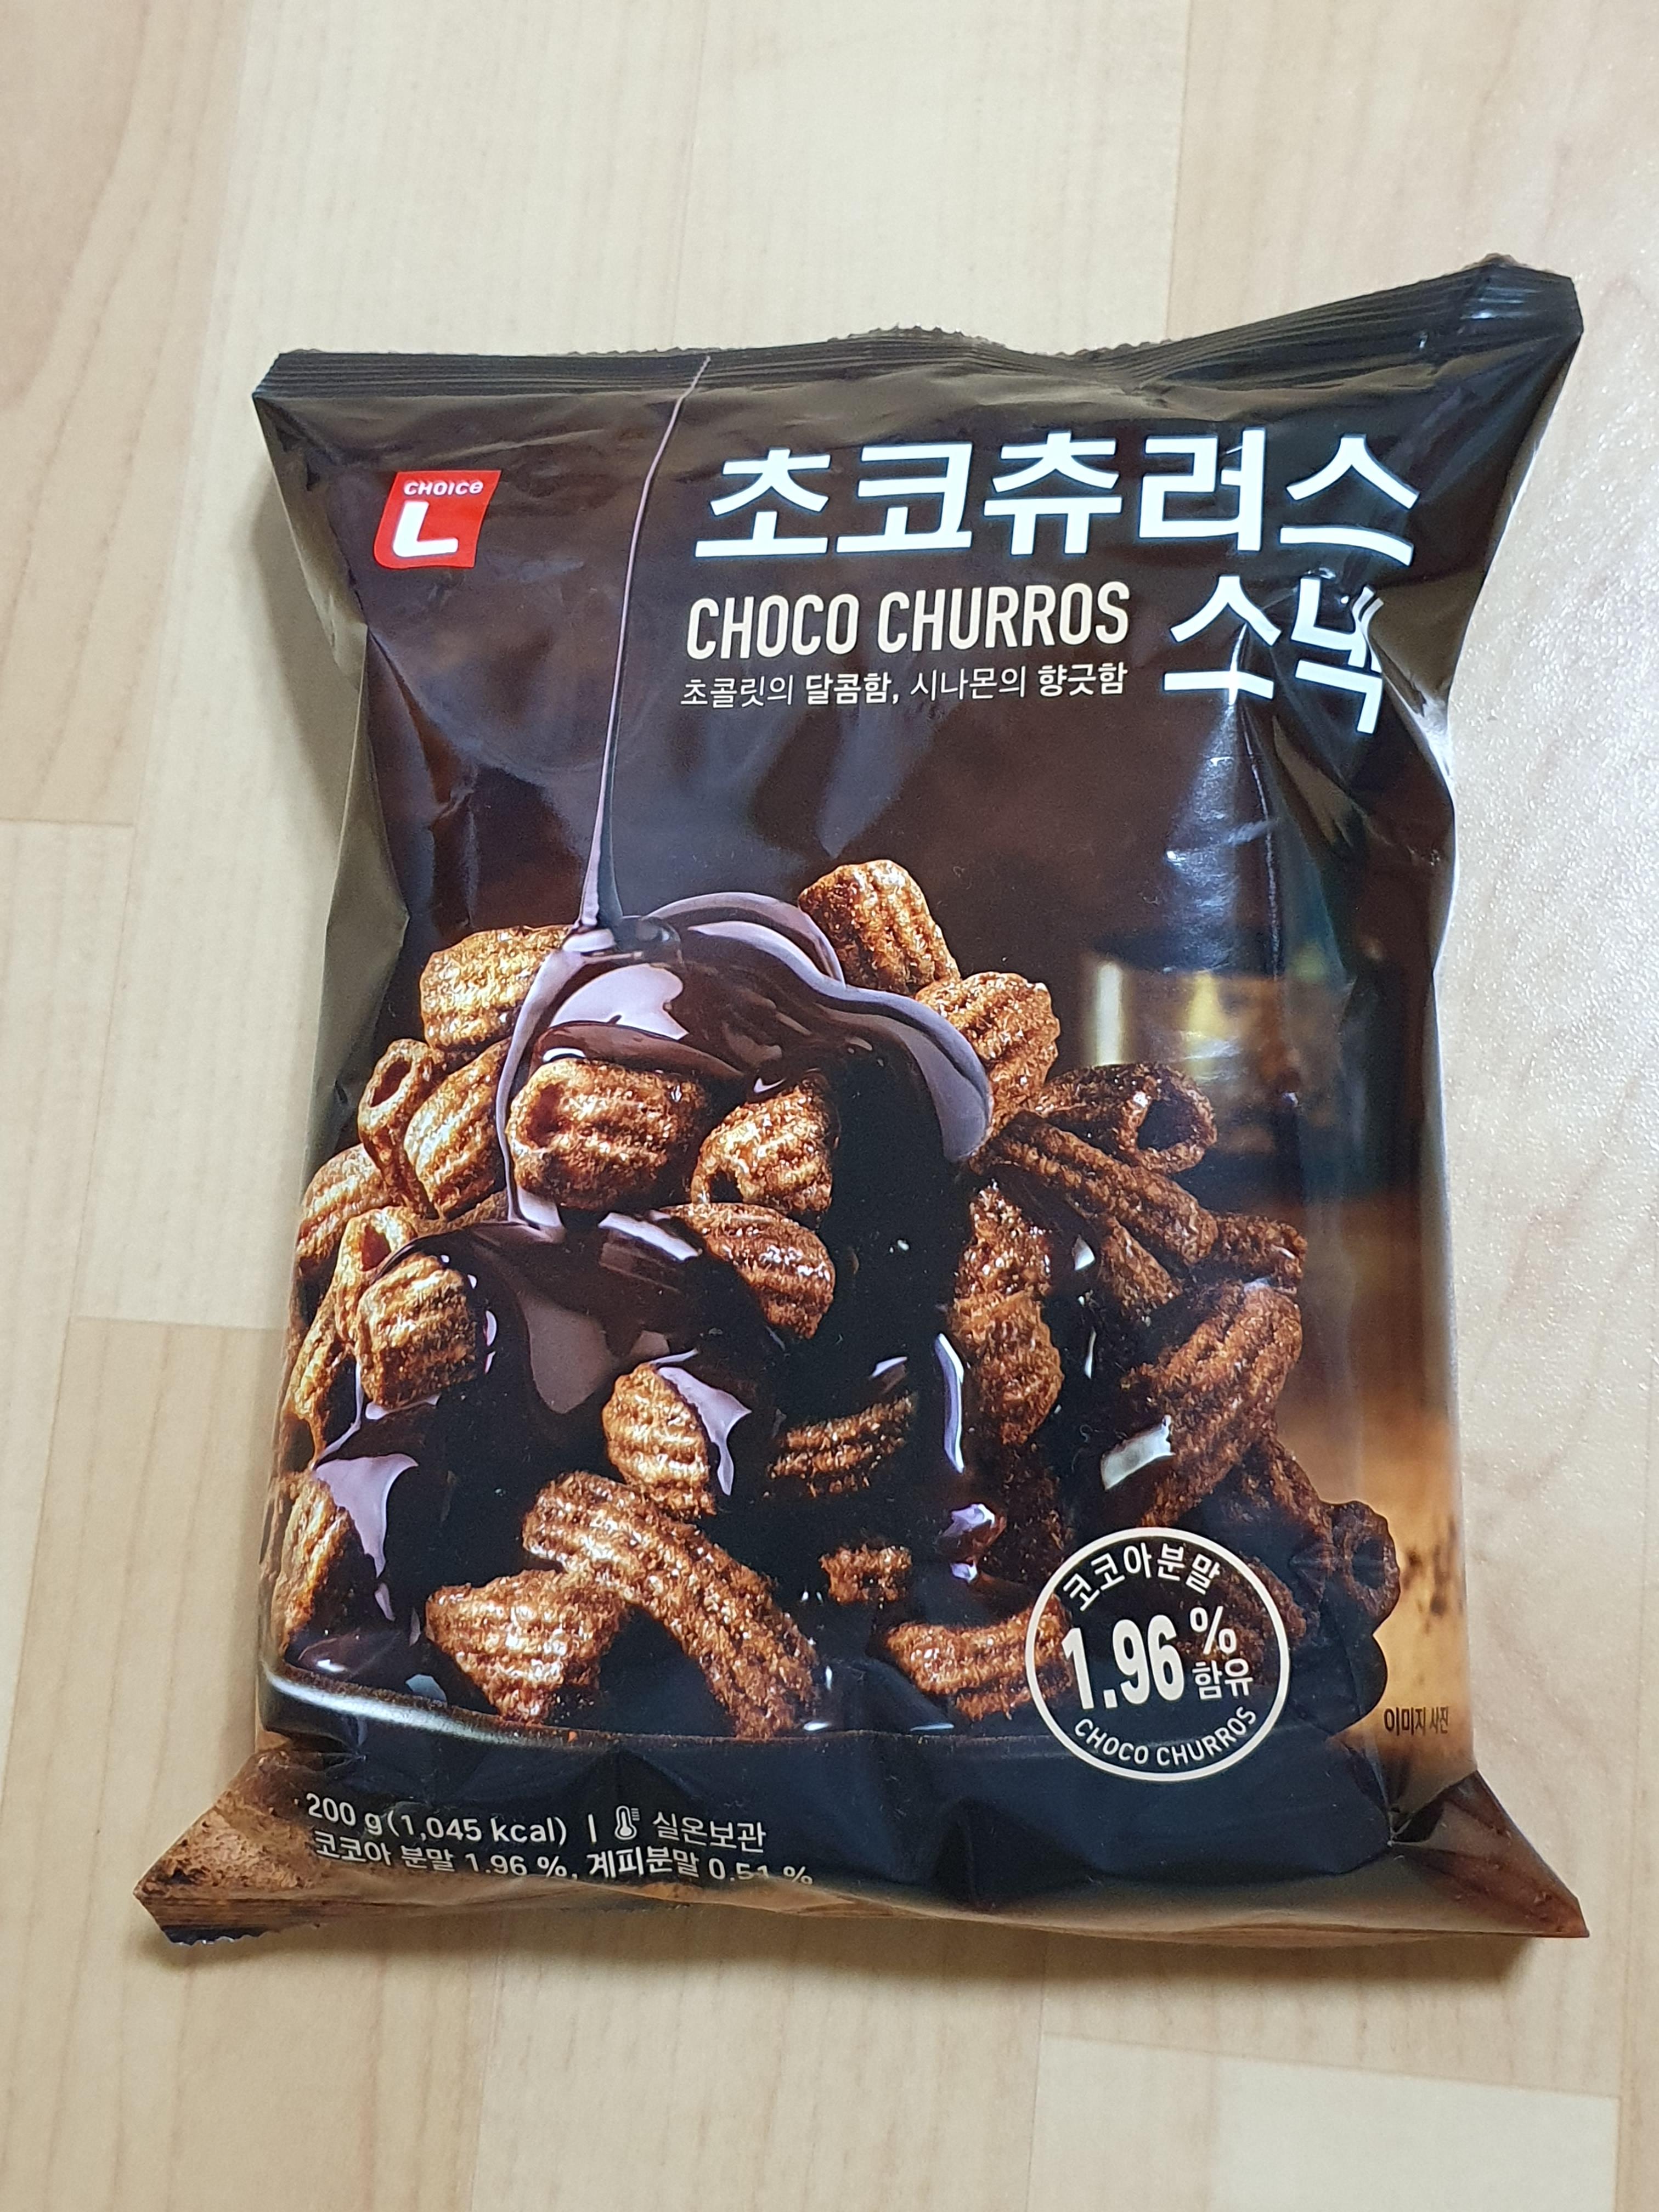 CHOICe
L
초코츄러스
스낵
CHOCO CHURROS
초콜릿의 달콤함, 시나몬의 향긋함
코코아분말
1.96 %
함유
CHOCO CHURROS
이미지 사진
200 g(1,045 kcal) | 실온보관
코코아 분말 1.96 %, 계피분말 0.51 %